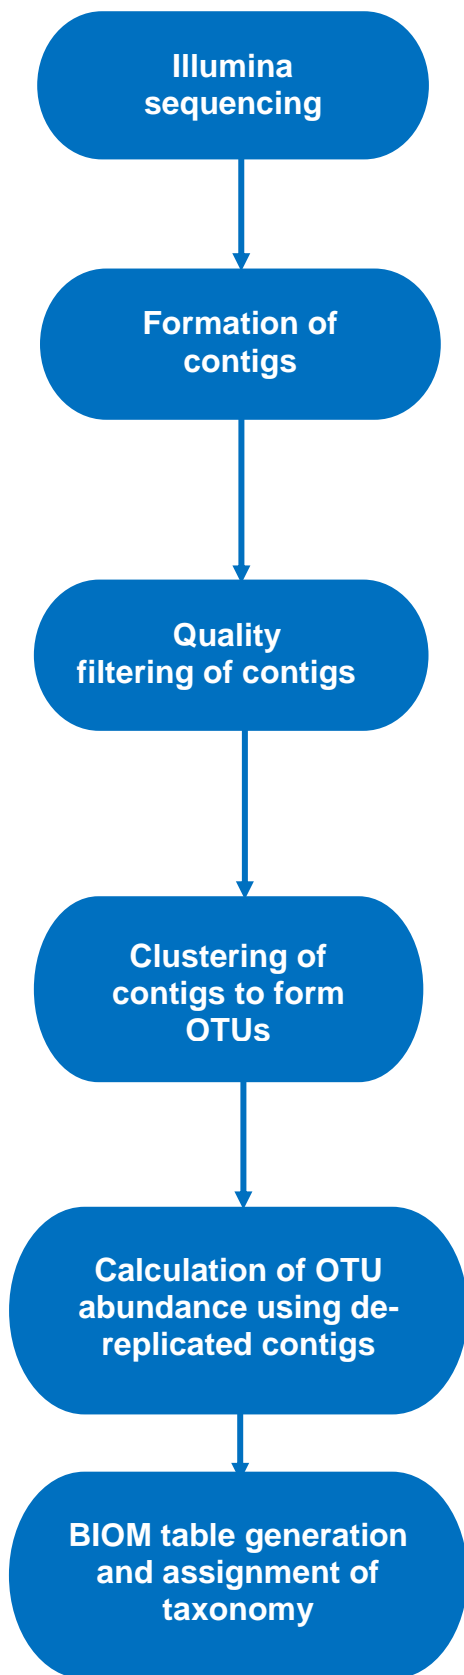 Illumina
sequencing
Formation of
contigs
Quality
filtering of contigs
Clustering of
contigs to form
OTUs
Calculation of OTU
abundance using de-
replicated contigs
BIOM table generation
and assignment of
taxonomy